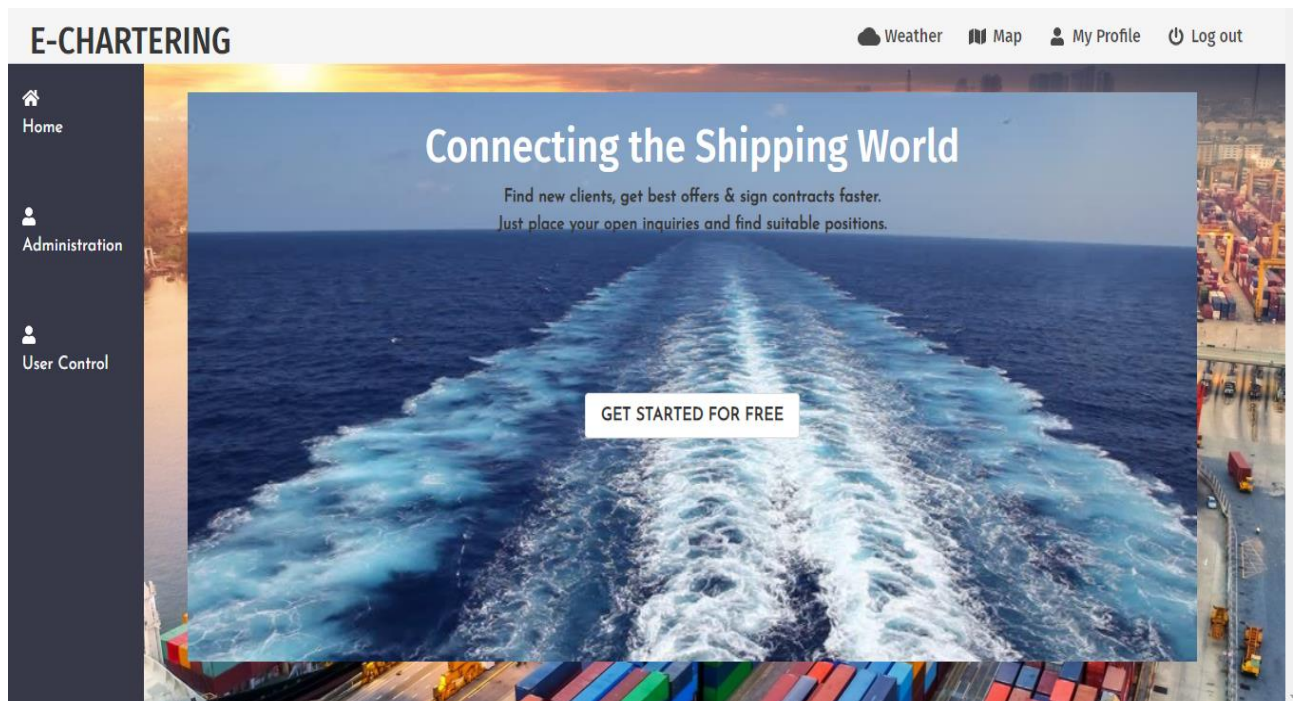 E-CHARTERING
Weather
Map
My Profile
Log out
Home
Administration
User Control
Connecting the Shipping World
Find new clients, get best offers & sign contracts faster.
Just place your open inquiries and find suitable positions.
GET STARTED FOR FREE